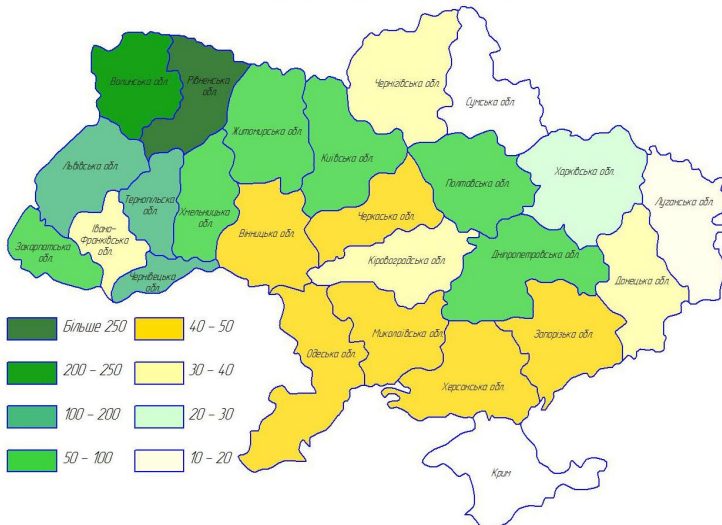 Волинська обл.
Рівненська
обл.
Житомирська обл.
Київська обл.
Чернігівська обл.
Сумська обл.
Львівська обл.
Тернопільска
обл.
Хмельницька
обл.
Вінницька обл.
Черкаська обл.
Полтавська обл.
Харківська обл.
Луганська обл.
Закарпатська
обл.
Івано-
Франківська
обл.
Чернівецька
обл.
Кіровоградська обл.
Дніпропетровська обл.
Донецька обл.
Одеська обл.
Миколаївська обл.
Херсонська обл.
Запорізька обл.
Крим
Більше 250
200 – 250
100 – 200
50 – 100
40 – 50
30 – 40
20 – 30
10 – 20